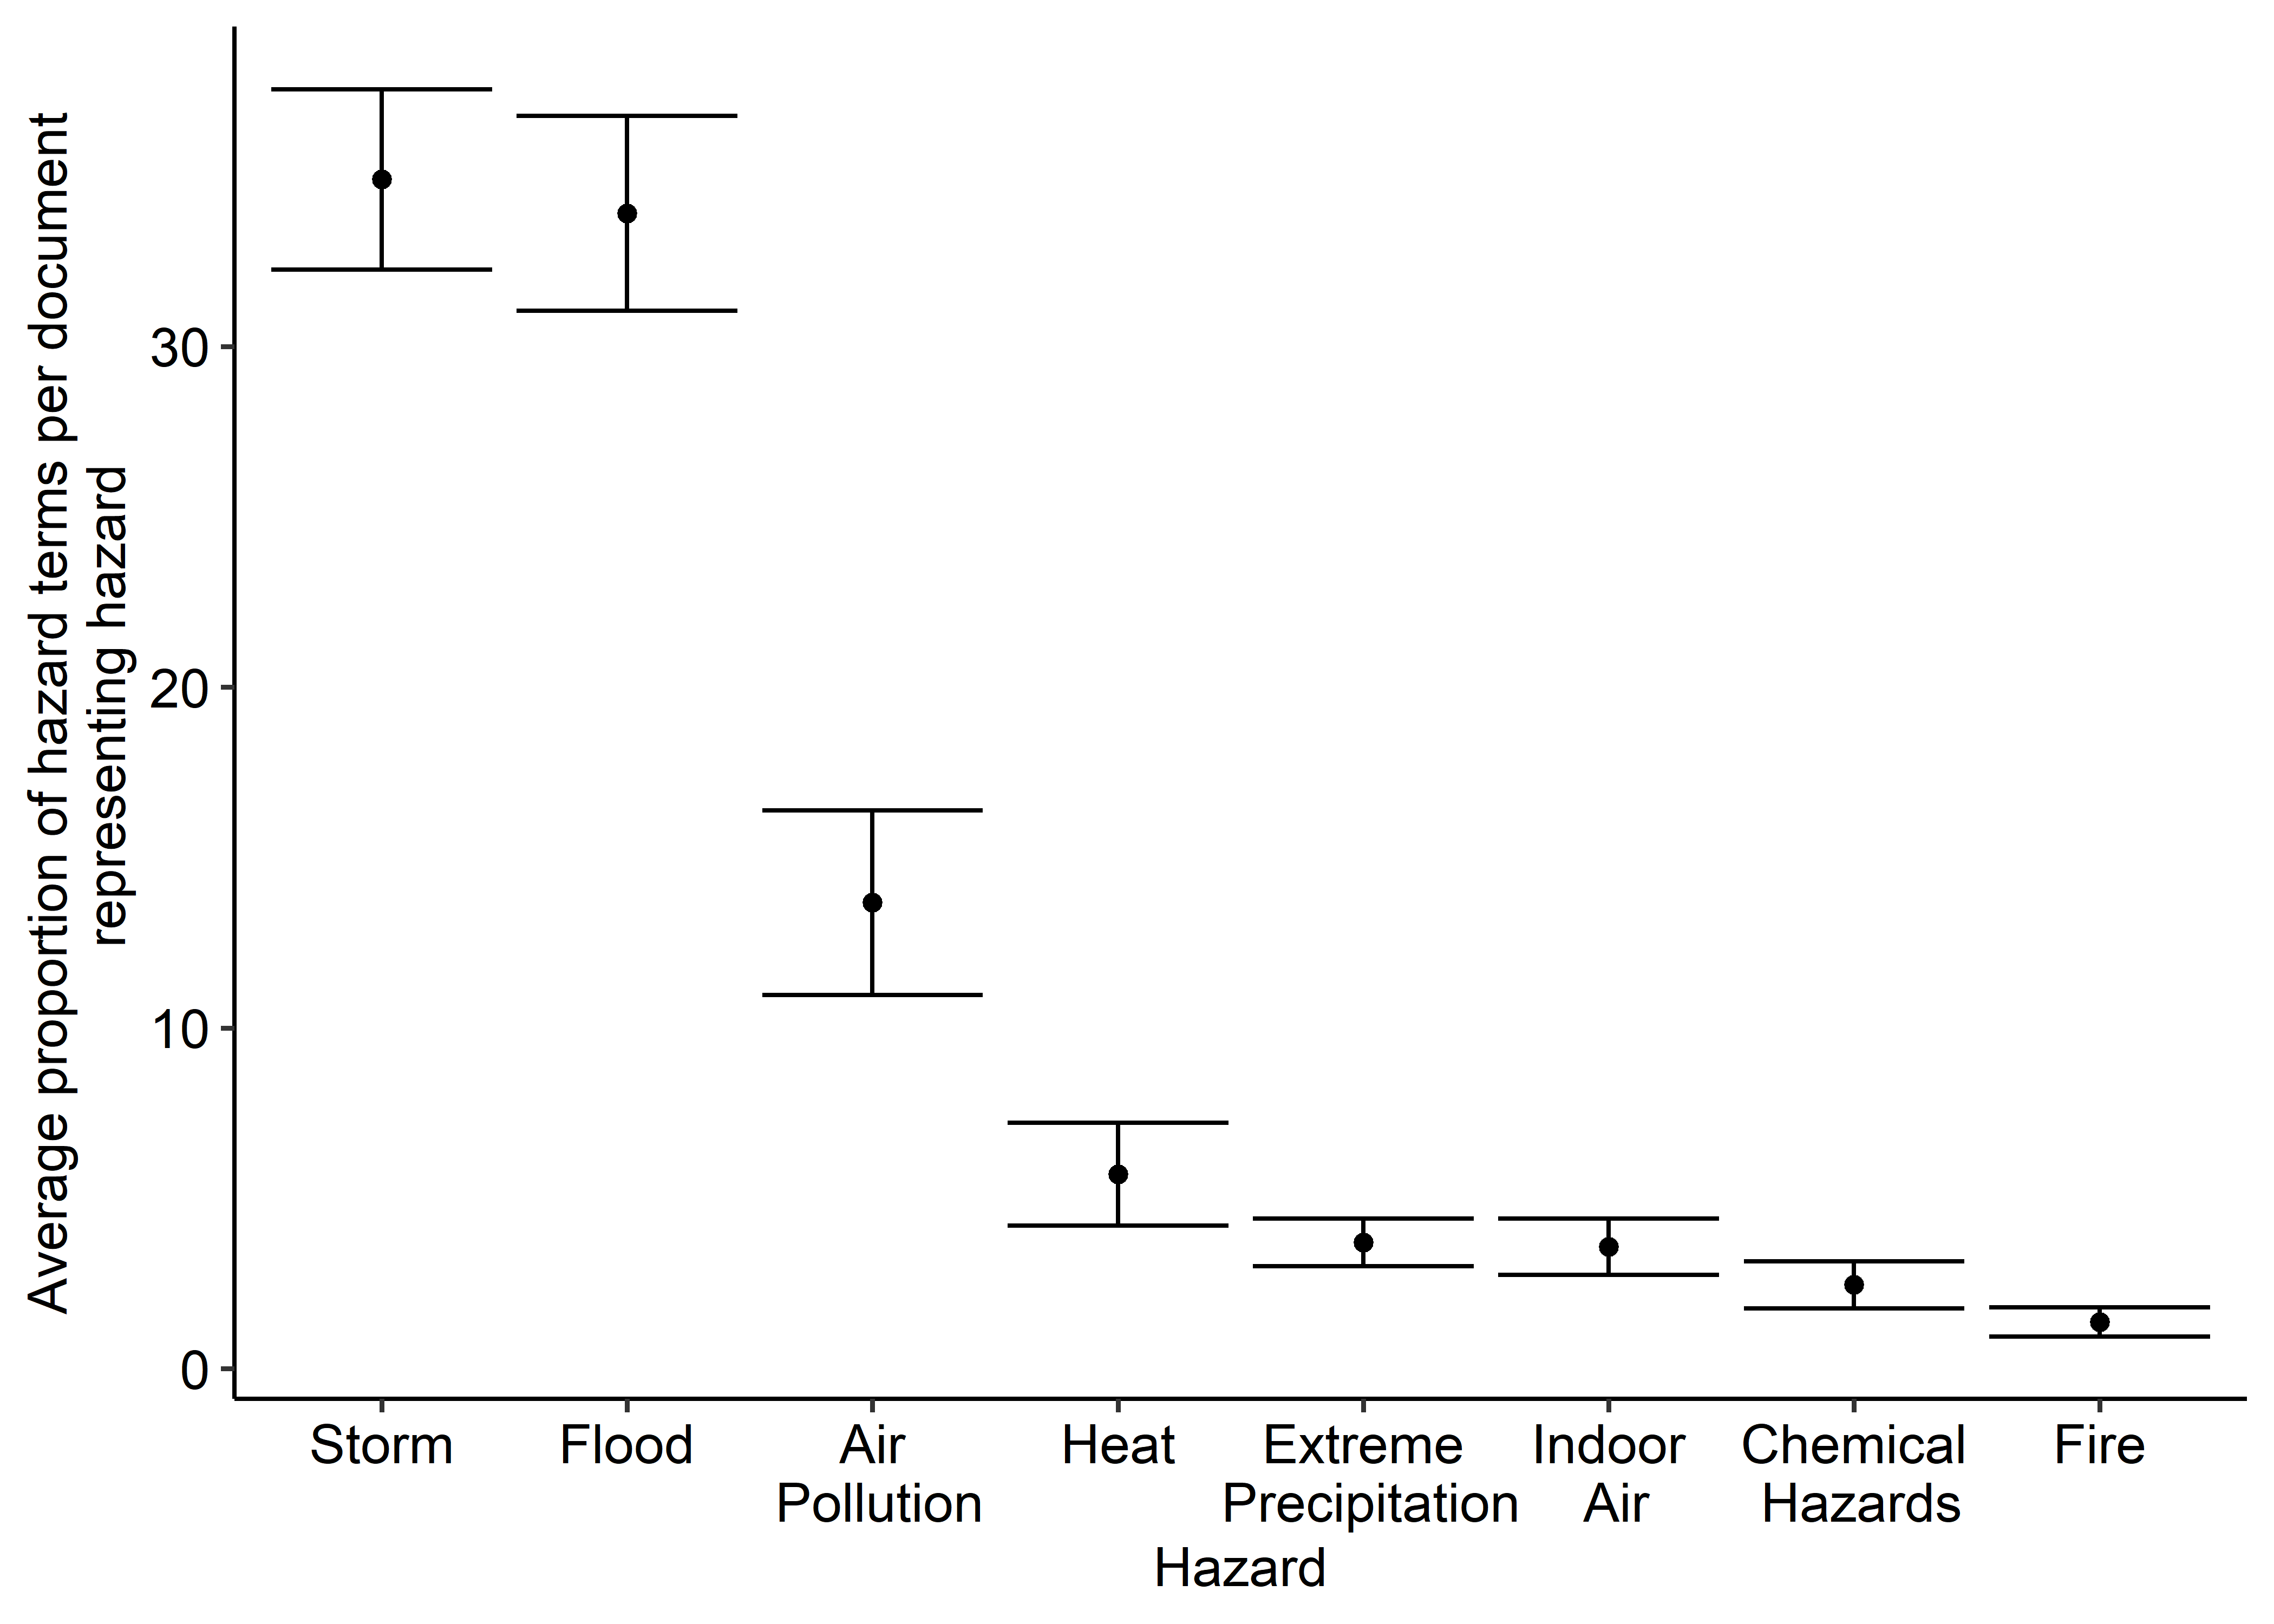 Average proportion of hazard terms per document
representing hazard
30
20
10
0
Storm
Flood
Air
Pollution
Heat
Extreme
Precipitation
Indoor
Air
Chemical
Hazards
Fire
Hazard